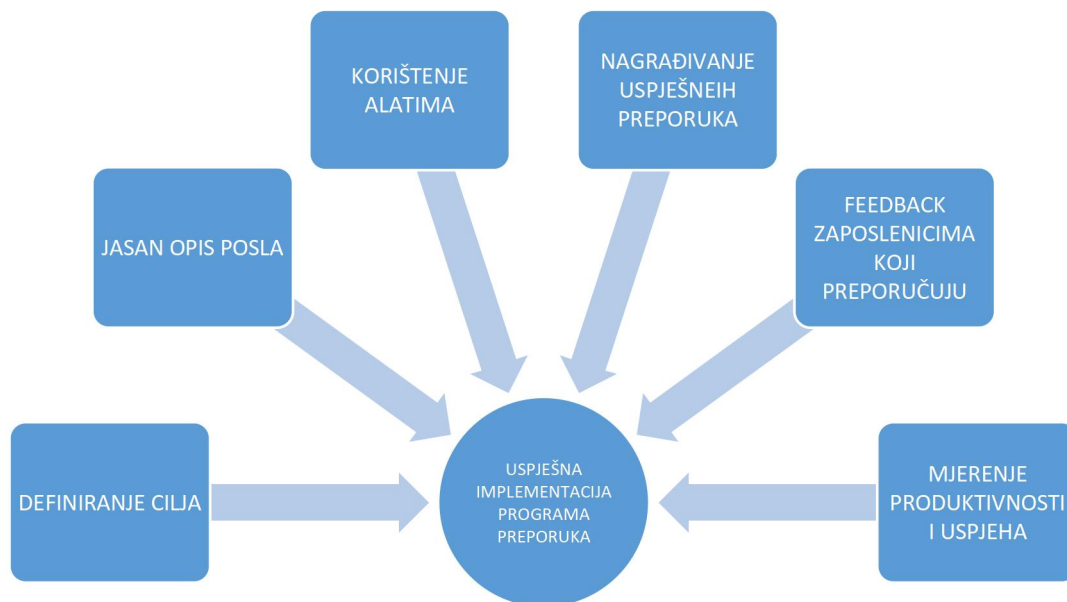 KORIŠTENJE
ALATIMA
NAGRAĐIVANJE
USPJEŠNEIH
PREPORUKA
JASAN OPIS POSLA
FEEDBACK
ZAPOSLENICIMA
KOJI
PREPORUČUJU
DEFINIRANJE CILJA
USPJEŠNA
IMPLEMENTACIJA
PROGRAMA
PREPORUKA
MJERENJE
PRODUKTIVNOSTI
I USPJEHA